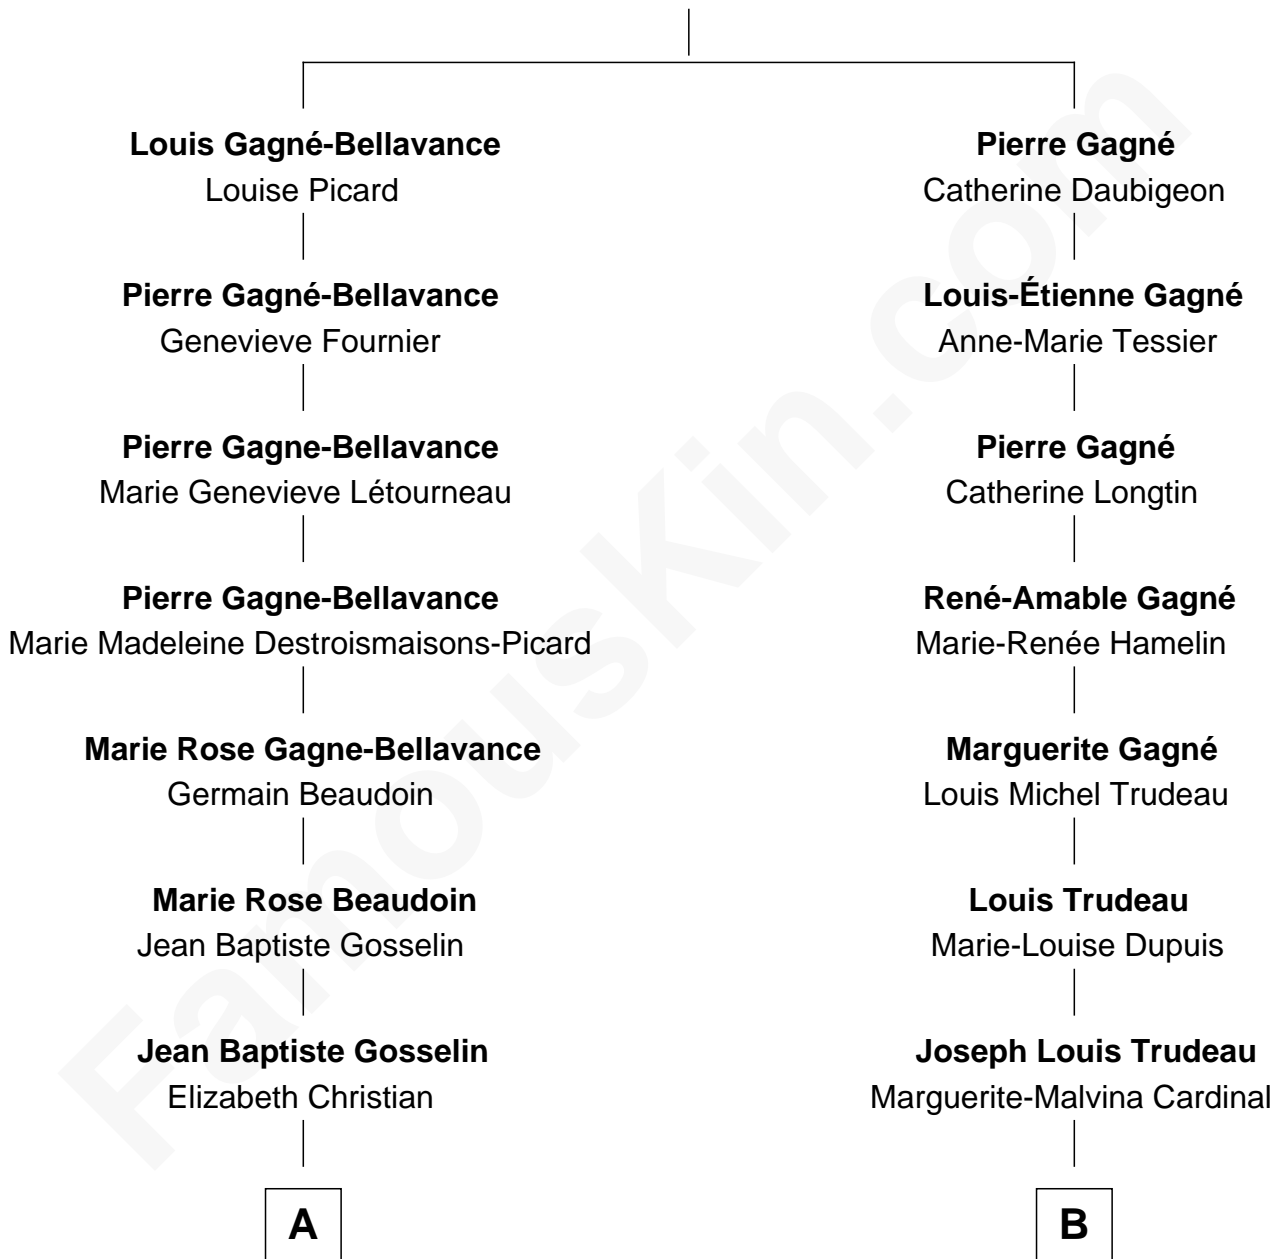 Louis Gagné-Bellavance
Louise Picard
Pierre Gagné-Bellavance
Genevieve Fournier
Pierre Gagne-Bellavance
Marie Genevieve Létourneau
Pierre Gagne-Bellavance
Marie Madeleine Destroismaisons-Picard
Marie Rose Gagne-Bellavance
Germain Beaudoin
Marie Rose Beaudoin
Jean Baptiste Gosselin
Jean Baptiste Gosselin
Elizabeth Christian
A
Pierre Gagné
Catherine Daubigeon
Louis-Étienne Gagné
Anne-Marie Tessier
Pierre Gagné
Catherine Longtin
René-Amable Gagné
Marie-Renée Hamelin
Marguerite Gagné
Louis Michel Trudeau
Louis Trudeau
Marie-Louise Dupuis
Joseph Louis Trudeau
Marguerite-Malvina Cardinal
B
FamousKin.com